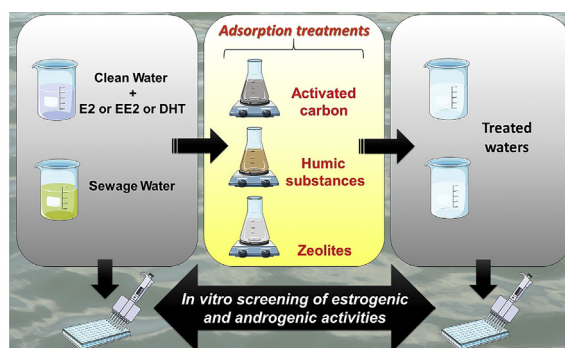 Clean Water
+
E2 or EE2 or DHT
Sewage Water
Adsorption treatments
Activated
carbon
Humic
substances
Zeolites
Treated
waters
In vitro screening of estrogenic
and androgenic activities